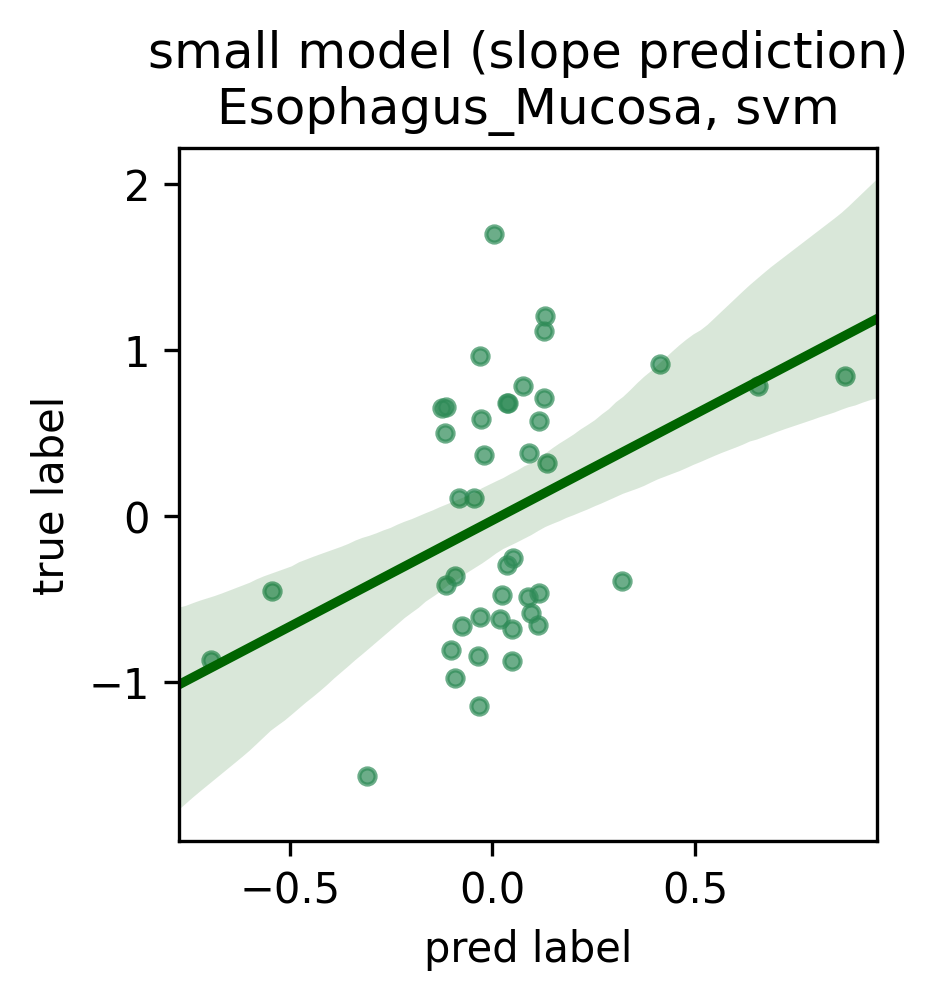 small model (slope prediction)
Esophagus_Mucosa, svm
2
1
0
−1
true label
−0.5
0.0
0.5
pred label